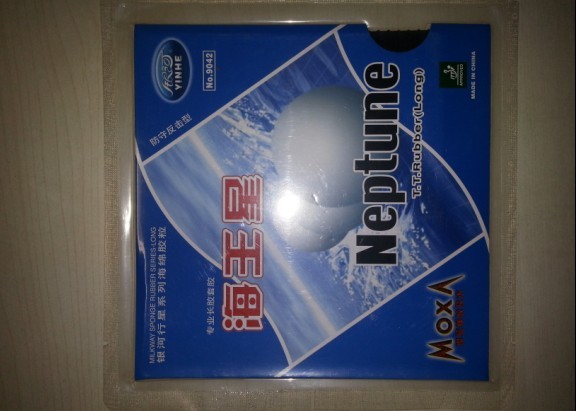 YINHE
No.9042
防守反击型
海王星
专业长胶套胶
MILKWAY SPONGE RUBBER SERIES-LONG
银河行星系列海绵胶粒
Neptune
T.T.Rubber(Long)
MADE IN CHINA
MOXA